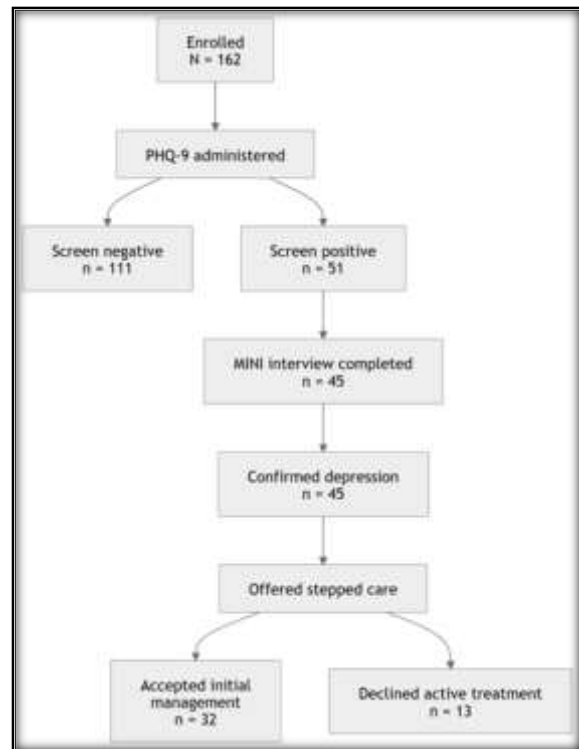 Enrolled
N = 162
PHQ-9 administered
Screen negative
n = 111
Screen positive
n = 51
MINI interview completed
n = 45
Confirmed depression
n = 45
Offered stepped care
Accepted initial
management
n = 32
Declined active treatment
n = 13